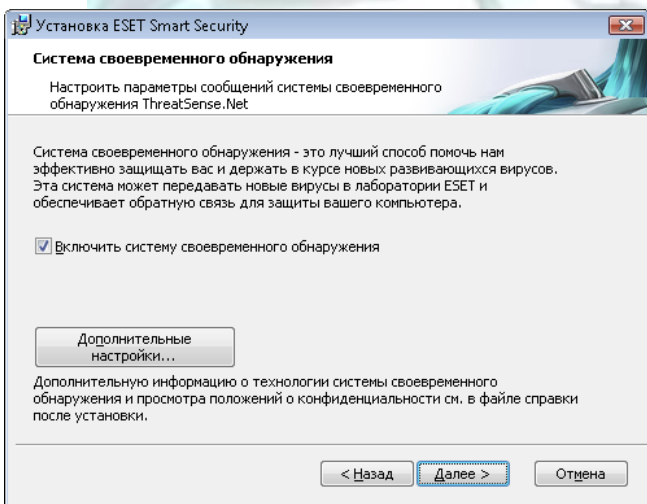 Установка ESET Smart Security
Система своевременного обнаружения
Настроить параметры сообщений системы своевременного
обнаружения ThreatSense.Net
Система своевременного обнаружения - это лучший способ помочь нам
эффективно защищать вас и держать в курсе новых развивающихся вирусов.
Эта система может передавать новые вирусы в лаборатории ESET и
обеспечивает обратную связь для защиты вашего компьютера.
Включить систему своевременного обнаружения
Дополнительные
настройки...
Дополнительную информацию о технологии системы своевременного
обнаружения и просмотра положений о конфиденциальности см. в файле справки
после установки.
< Назад
Далее >
Отмена